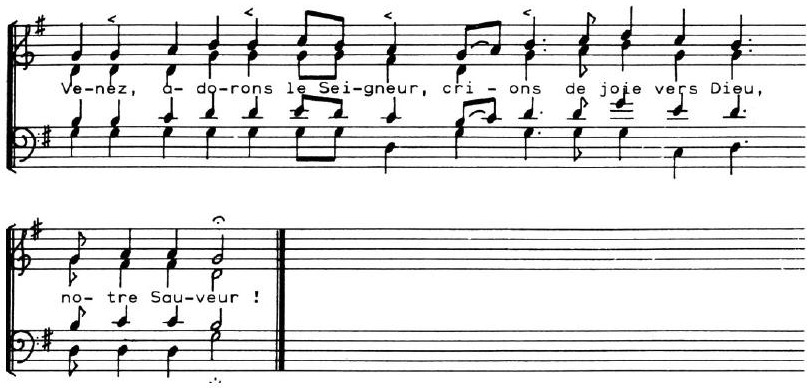 Ve-nez, a-do-rons le Sei-gneur, cri-ons de joie vers Dieu,
no-tre Sau-veur !